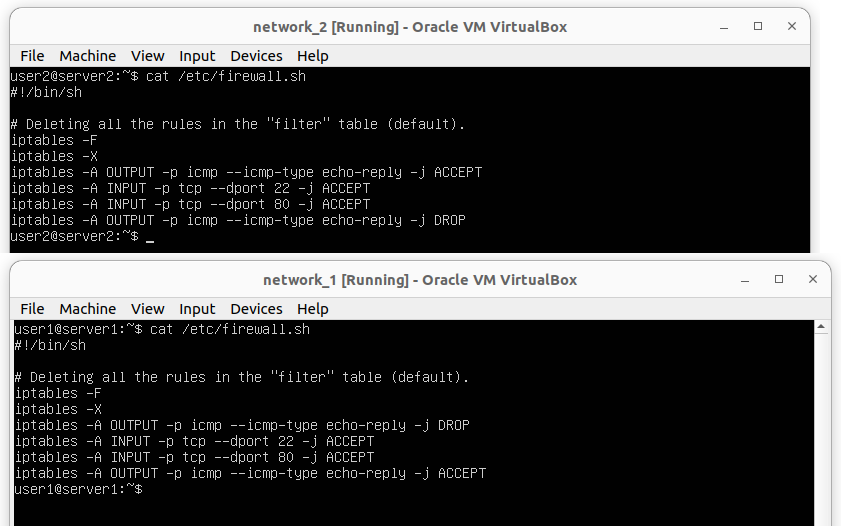 network_2 [Running] - Oracle VM VirtualBox
File Machine View Input Devices Help
user2@server2:~$ cat /etc/firewall.sh
#!/bin/sh
# Deleting all the rules in the "filter" table (default).
iptables -F
iptables -X
iptables -A OUTPUT -p icmp --icmp-type echo-reply -j ACCEPT
iptables -A INPUT -p tcp --dport 22 -j ACCEPT
iptables -A INPUT -p tcp --dport 80 -j ACCEPT
iptables -A OUTPUT -p icmp --icmp-type echo-reply -j DROP
user2@server2:~$ _
network_1 [Running] - Oracle VM VirtualBox
File Machine View Input Devices Help
user1@server1:~$ cat /etc/firewall.sh
#!/bin/sh
# Deleting all the rules in the "filter" table (default).
iptables -F
iptables -X
iptables -A OUTPUT -p icmp --icmp-type echo-reply -j DROP
iptables -A INPUT -p tcp --dport 22 -j ACCEPT
iptables -A INPUT -p tcp --dport 80 -j ACCEPT
iptables -A OUTPUT -p icmp --icmp-type echo-reply -j ACCEPT
user1@server1:~$